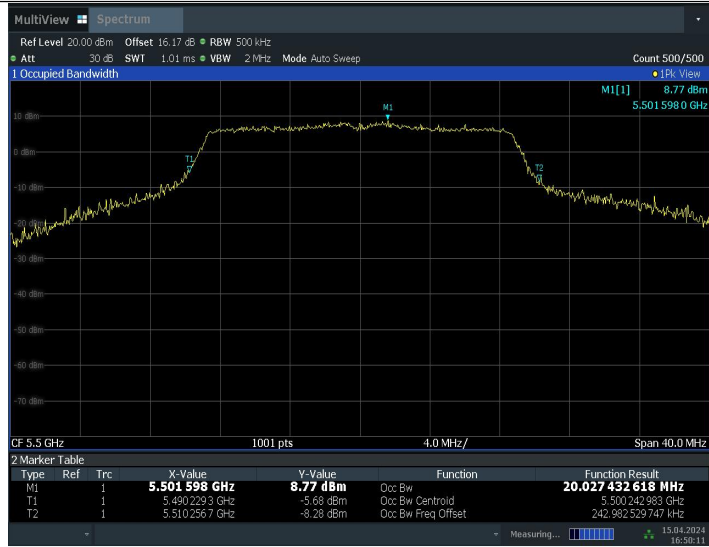 MultiView Spectrum
Ref Level 20.00 dBm Offset 16.17 dB RBW 500 kHz
Att 30 dB SWT 1.01 ms VBW 2 MHz Mode Auto Sweep Count 500/500
1 Occupied Bandwidth 1Pk View
M1[1] 8.77 dBm
5.501 598 0 GHz
M1
10 dBm
0 dBm
T1
T2
-10 dBm
-20 dBm
-30 dBm
-40 dBm
-50 dBm
-60 dBm
-70 dBm
CF 5.5 GHz 1001 pts 4.0 MHz/ Span 40.0 MHz
2 Marker Table
Type Ref Trc X-Value Y-Value Function Function Result
M1 1 5.501 598 GHz 8.77 dBm Occ Bw 20.027 432 618 MHz
T1 1 5.490 229 3 GHz -5.68 dBm Occ Bw Centroid 5.500 242 983 GHz
T2 1 5.510 256 7 GHz -8.28 dBm Occ Bw Freq Offset 242.982 529 747 kHz
Measuring... 15.04.2024
16:50:11